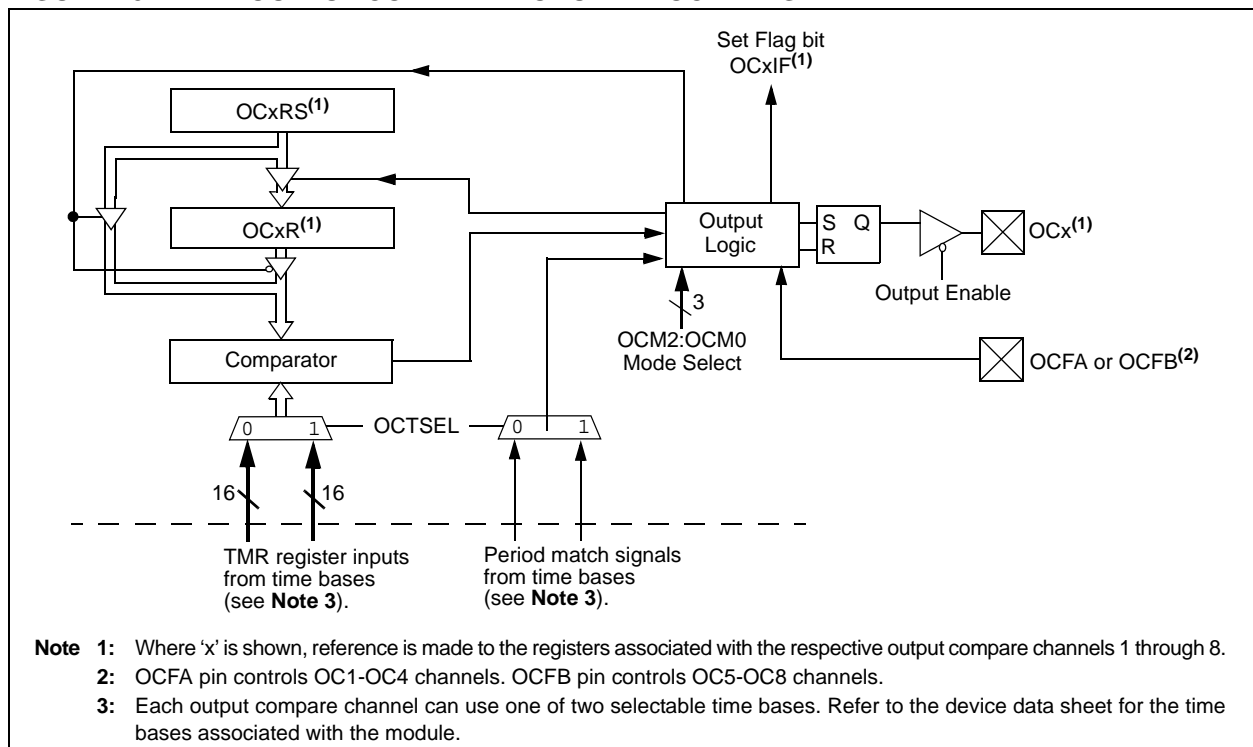 Set Flag bit
OCxIF(1)
OCxRS(1)
OCxR(1)
Output
Logic
S Q
R
OCx(1)
Output Enable
3
OCM2:OCM0
Mode Select
Comparator
OCFA or OCFB(2)
0 1
OCTSEL
0 1
16
16
TMR register inputs
from time bases
(see Note 3).
Period match signals
from time bases
(see Note 3).
Note 1: Where ‘x’ is shown, reference is made to the registers associated with the respective output compare channels 1 through 8.
2: OCFA pin controls OC1-OC4 channels. OCFB pin controls OC5-OC8 channels.
3: Each output compare channel can use one of two selectable time bases. Refer to the device data sheet for the time
bases associated with the module.